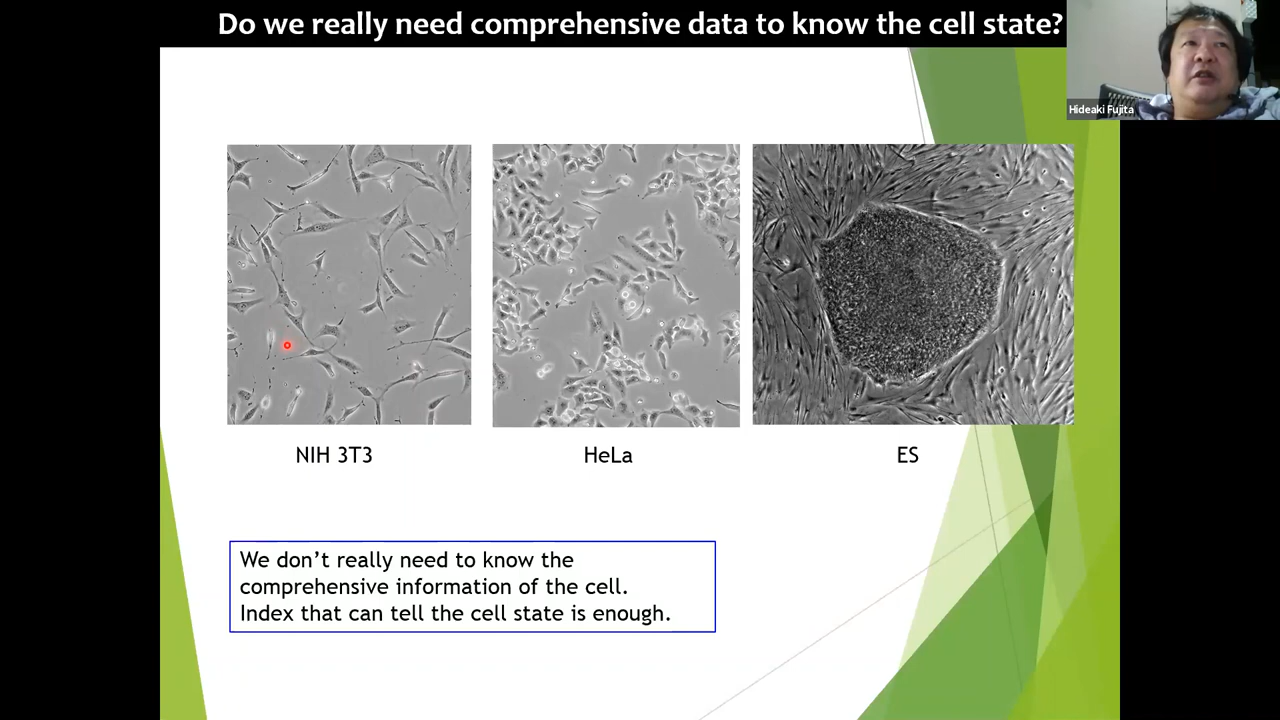 Do we really need comprehensive data to know the cell state?
Hideaki Fujita
NIH 3T3
HeLa
ES
We don’t really need to know the
comprehensive information of the cell.
Index that can tell the cell state is enough.